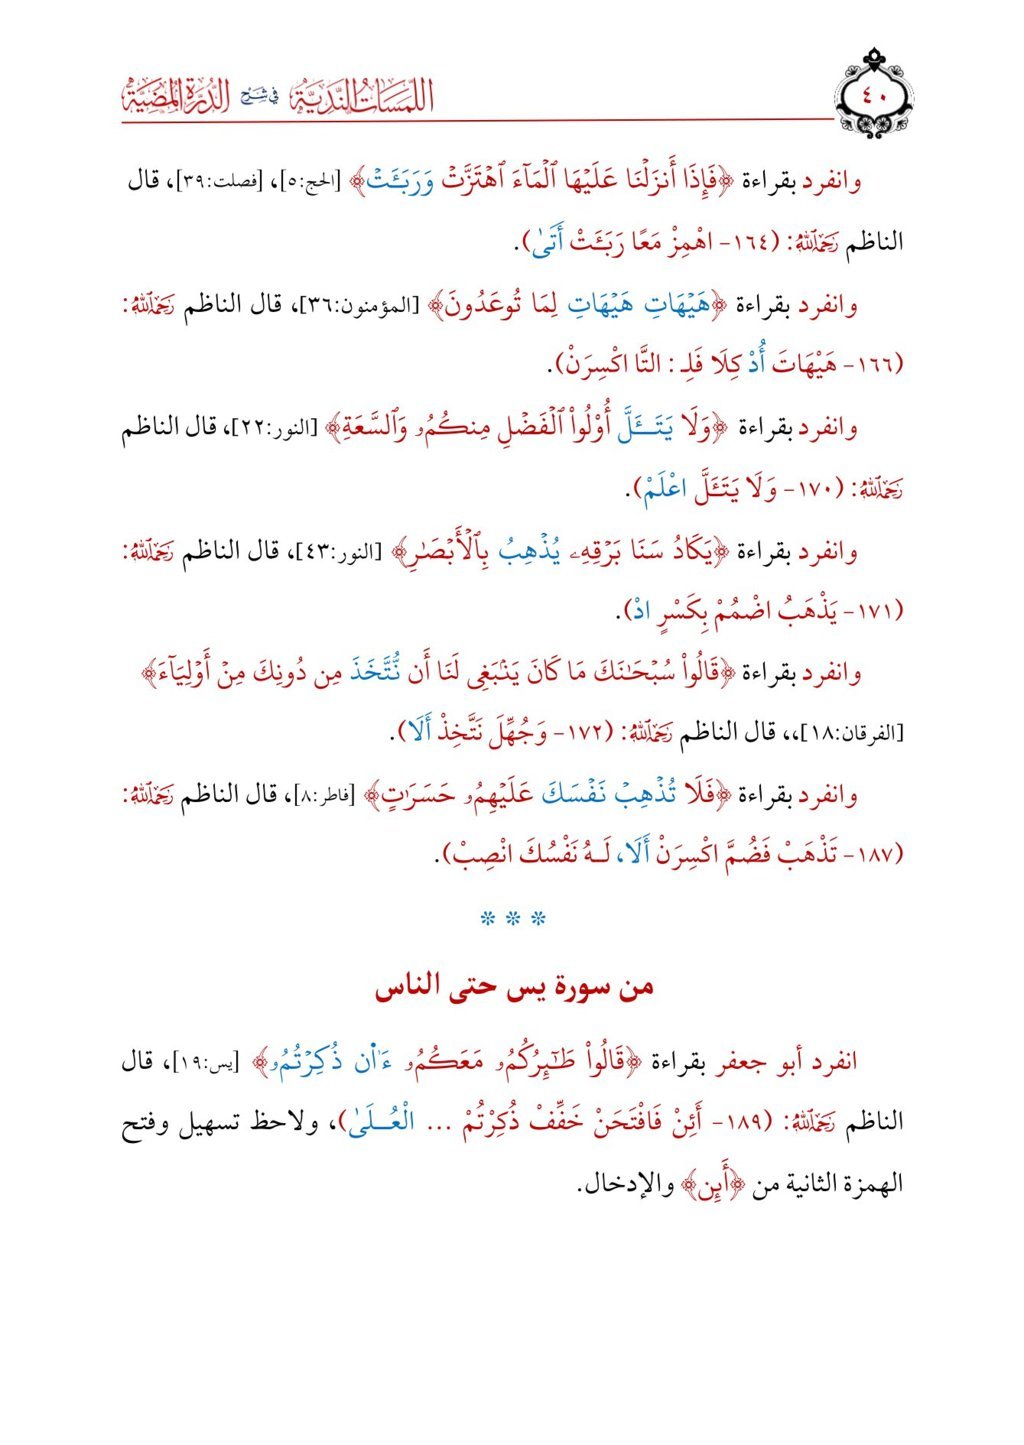 ٤٠
اللمسات الندية في شرح الدرة المضية
وانفرد بقراءة ﴿فَإِذَا أَنزَلْنَا عَلَيْهَا ٱلْمَآءَ ٱهْتَزَّتْ وَرَبَـَٔتْ﴾ [الحج:٥]، [فصلت:٣٩]، قال
الناظم رَحِمَهُ ٱللَّهُ: (١٦٤- اهْمِزْ مَعًا رَبَـَٔتْ أَتَىٰ).
وانفرد بقراءة ﴿هَيْهَاتِ هَيْهَاتِ لِمَا تُوعَدُونَ﴾ [المؤمنون:٣٦]، قال الناظم رَحِمَهُ ٱللَّهُ:
(١٦٦- هَيْهَاتَ أُدْ كِلَا فَلِـ : التَّا اكْسِرَنْ).
وانفرد بقراءة ﴿وَلَا يَتَـَٔـلَّ أُوْلُواْ ٱلْفَضْلِ مِنكُمُۥ وَٱلسَّعَةِ﴾ [النور:٢٢]، قال الناظم
رَحِمَهُ ٱللَّهُ: (١٧٠- وَلَا يَتَـَٔلَّ اعْلَمْ).
وانفرد بقراءة ﴿يَكَادُ سَنَا بَرْقِهِۦ يُذْهِبُ بِٱلْأَبْصَـٰرِ﴾ [النور:٤٣]، قال الناظم رَحِمَهُ ٱللَّهُ:
(١٧١- يَذْهَبُ اضْمُمْ بِكَسْرٍ ادْ).
وانفرد بقراءة ﴿قَالُواْ سُبْحَـٰنَكَ مَا كَانَ يَنۢبَغِى لَنَا أَن نُّتَّخَذَ مِن دُونِكَ مِنْ أَوْلِيَآءَ﴾
[الفرقان:١٨]،، قال الناظم رَحِمَهُ ٱللَّهُ: (١٧٢- وَجُهِّلَ نَتَّخِذْ أَلَا).
وانفرد بقراءة ﴿فَلَا تُذْهِبْ نَفْسَكَ عَلَيْهِمُۥ حَسَرَٰتٍ﴾ [فاطر:٨]، قال الناظم رَحِمَهُ ٱللَّهُ:
(١٨٧- تَذْهَبْ فَضُمَّ اكْسِرَنْ أَلَا، لَـهُ نَفْسُكَ انْصِبْ).
* * *
من سورة يس حتى الناس
انفرد أبو جعفر بقراءة ﴿قَالُواْ طَـٰٓئِرُكُمُۥ مَعَكُمُۥ ءَا۬ن ذُكِرْتُمُۥ﴾ [يس:١٩]، قال
الناظم رَحِمَهُ ٱللَّهُ: (١٨٩- أَئِنْ فَافْتَحَنْ خَفِّفْ ذُكِرْتُمْ ... الْعُـلَىٰ)، ولاحظ تسهيل وفتح
الهمزة الثانية من ﴿أَئِن﴾ والإدخال.